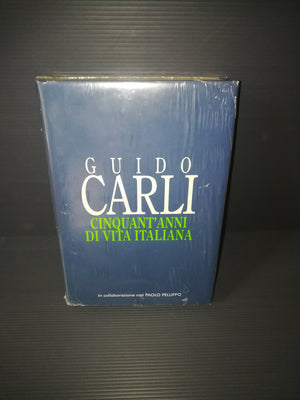 GUIDO
CARLI
CINQUANT'ANNI
DI VITA ITALIANA
In collaborazione con PAOLO PELUFFO